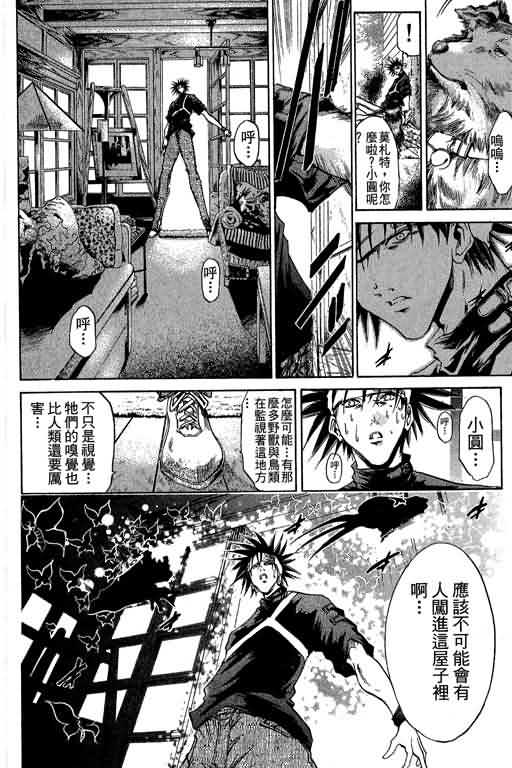 嗚嗚…
!
莫札特，你怎
麼啦？小圓呢
？
呼…
呼…
呼…
小圓…
呼…
呼…
怎麼可能…有那
麼多野獸與鳥類
在監視著這地方
不只是視覺…
牠們的嗅覺也
比人類還要厲
害…
應該不可能會有
人闖進這屋子裡
啊…